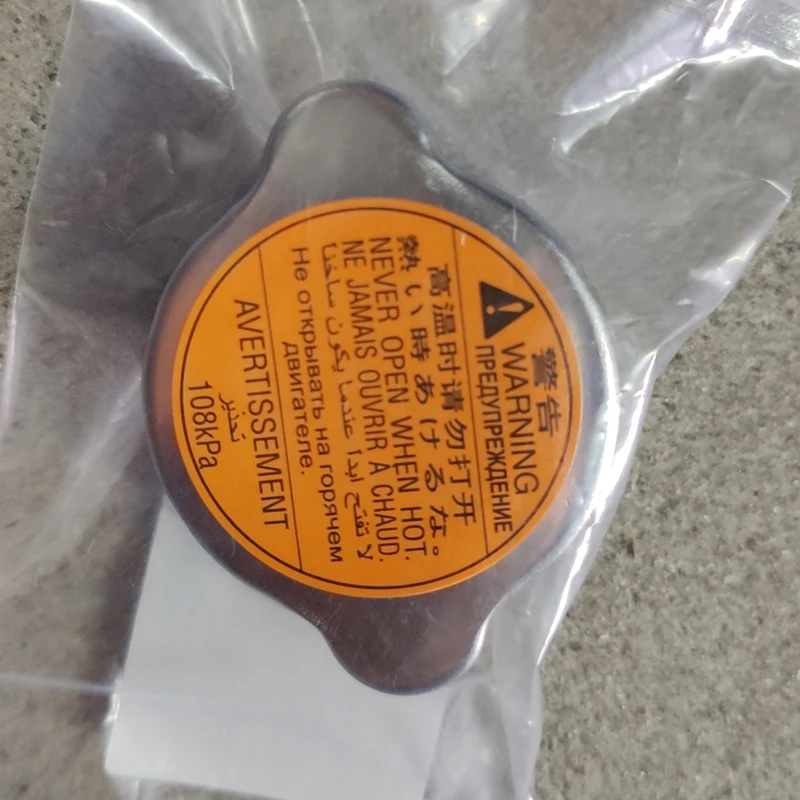 警告
WARNING
ПРЕДУПРЕЖДЕНИЕ
高温时请勿打开
熱い時あけるな。
NEVER OPEN WHEN HOT.
NE JAMAIS OUVRIR À CHAUD.
لا تفتح ابدا عندما يكون ساخنا
Не открывать на горячем
двигателе.
AVERTISSEMENT
تحذير
108kPa